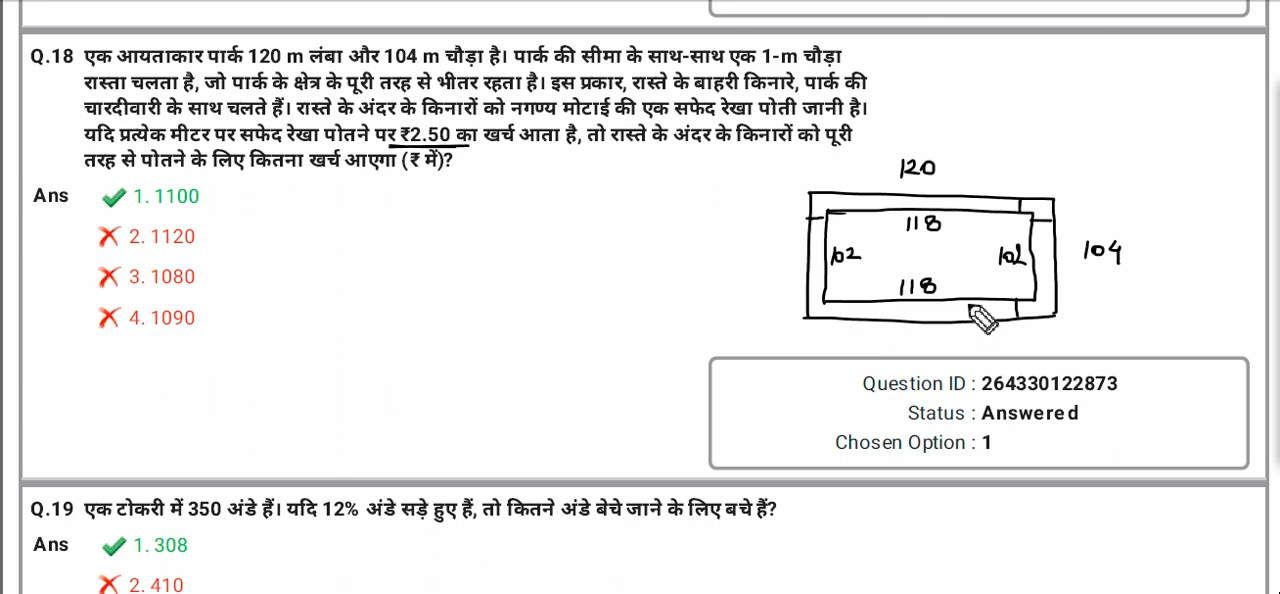 Q.18 एक आयताकार पार्क 120 m लंबा और 104 m चौड़ा है। पार्क की सीमा के साथ-साथ एक 1-m चौड़ा
रास्ता चलता है, जो पार्क के क्षेत्र के पूरी तरह से भीतर रहता है। इस प्रकार, रास्ते के बाहरी किनारे, पार्क की
चारदीवारी के साथ चलते हैं। रास्ते के अंदर के किनारों को नगण्य मोटाई की एक सफेद रेखा पोती जानी है।
यदि प्रत्येक मीटर पर सफेद रेखा पोतने पर ₹2.50 का खर्च आता है, तो रास्ते के अंदर के किनारों को पूरी
तरह से पोतने के लिए कितना खर्च आएगा (₹ में)?
Ans 1. 1100
2. 1120
3. 1080
4. 1090
120
118
102 102 104
118
Question ID : 264330122873
Status : Answered
Chosen Option : 1
Q.19 एक टोकरी में 350 अंडे हैं। यदि 12% अंडे सड़े हुए हैं, तो कितने अंडे बेचे जाने के लिए बचे हैं?
Ans 1. 308
2. 410